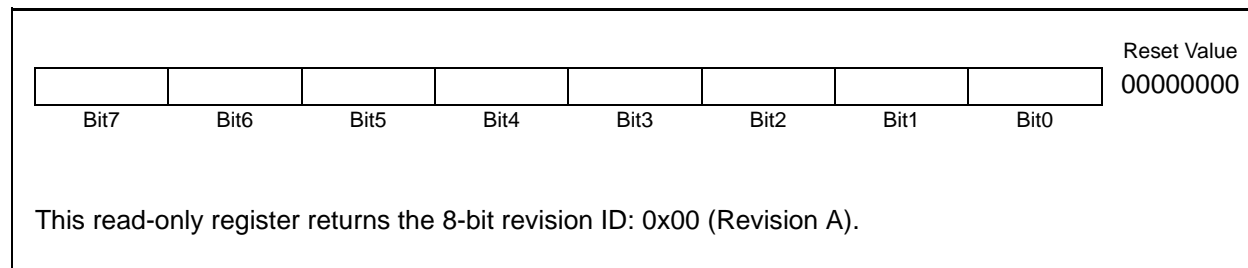 Reset Value
00000000
Bit7 Bit6 Bit5 Bit4 Bit3 Bit2 Bit1 Bit0
This read-only register returns the 8-bit revision ID: 0x00 (Revision A).